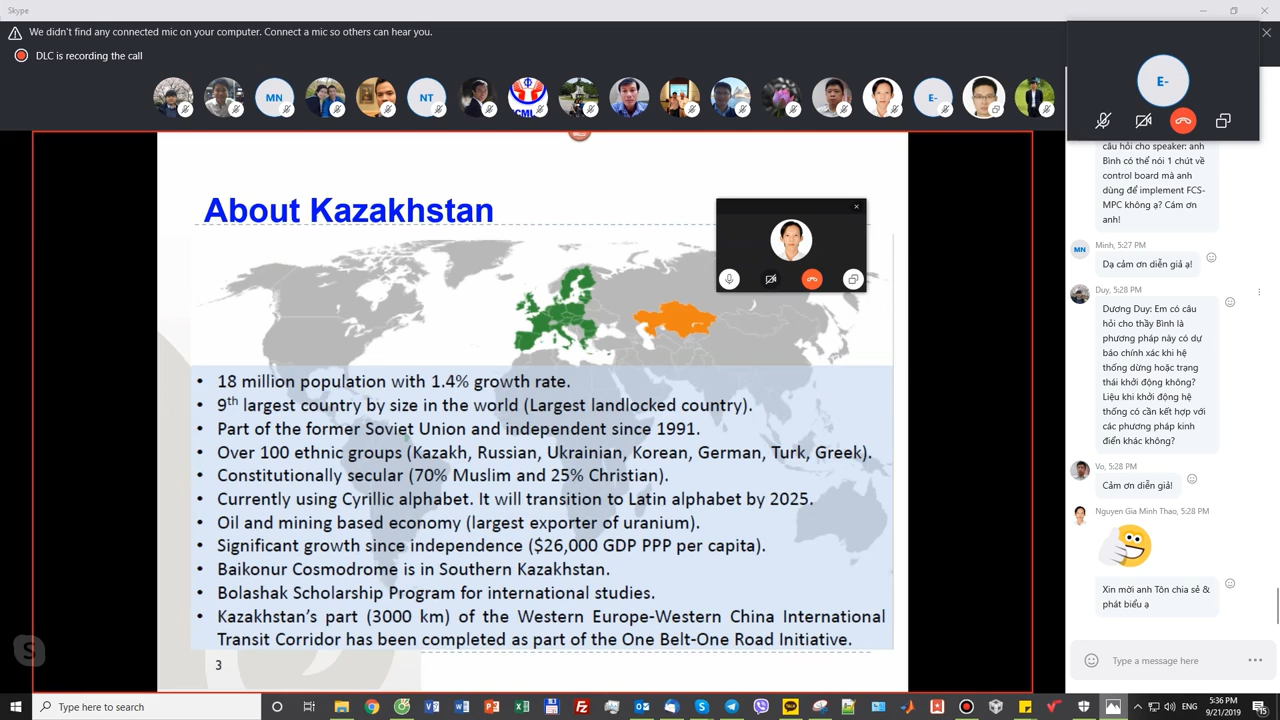 Skype
We didn't find any connected mic on your computer. Connect a mic so others can hear you.
DLC is recording the call
MN
NT
E-
E-
About Kazakhstan
• 18 million population with 1.4% growth rate.
• 9th largest country by size in the world (Largest landlocked country).
• Part of the former Soviet Union and independent since 1991.
• Over 100 ethnic groups (Kazakh, Russian, Ukrainian, Korean, German, Turk, Greek).
• Constitutionally secular (70% Muslim and 25% Christian).
• Currently using Cyrillic alphabet. It will transition to Latin alphabet by 2025.
• Oil and mining based economy (largest exporter of uranium).
• Significant growth since independence ($26,000 GDP PPP per capita).
• Baikonur Cosmodrome is in Southern Kazakhstan.
• Bolashak Scholarship Program for international studies.
• Kazakhstan's part (3000 km) of the Western Europe-Western China International
Transit Corridor has been completed as part of the One Belt-One Road Initiative.
3
câu hỏi cho speaker: anh
Bình có thể nói 1 chút về
control board mà anh
dùng để implement FCS-
MPC không ạ? Cám ơn
anh!
MN
Minh, 5:27 PM
Dạ cảm ơn diễn giả ạ!
Duy, 5:28 PM
Dương Duy: Em có câu
hỏi cho thầy Bình là
phương pháp này có dự
báo chính xác khi hệ
thống dừng hoặc trạng
thái khởi động không?
Liệu khi khởi động hệ
thống có cần kết hợp với
các phương pháp kinh
điển khác không?
Vo, 5:28 PM
Cảm ơn diễn giả!
Nguyen Gia Minh Thao, 5:28 PM
Xin mời anh Tôn chia sẻ &
phát biểu ạ
Type a message here
Type here to search
ENG
5:36 PM
9/21/2019
15